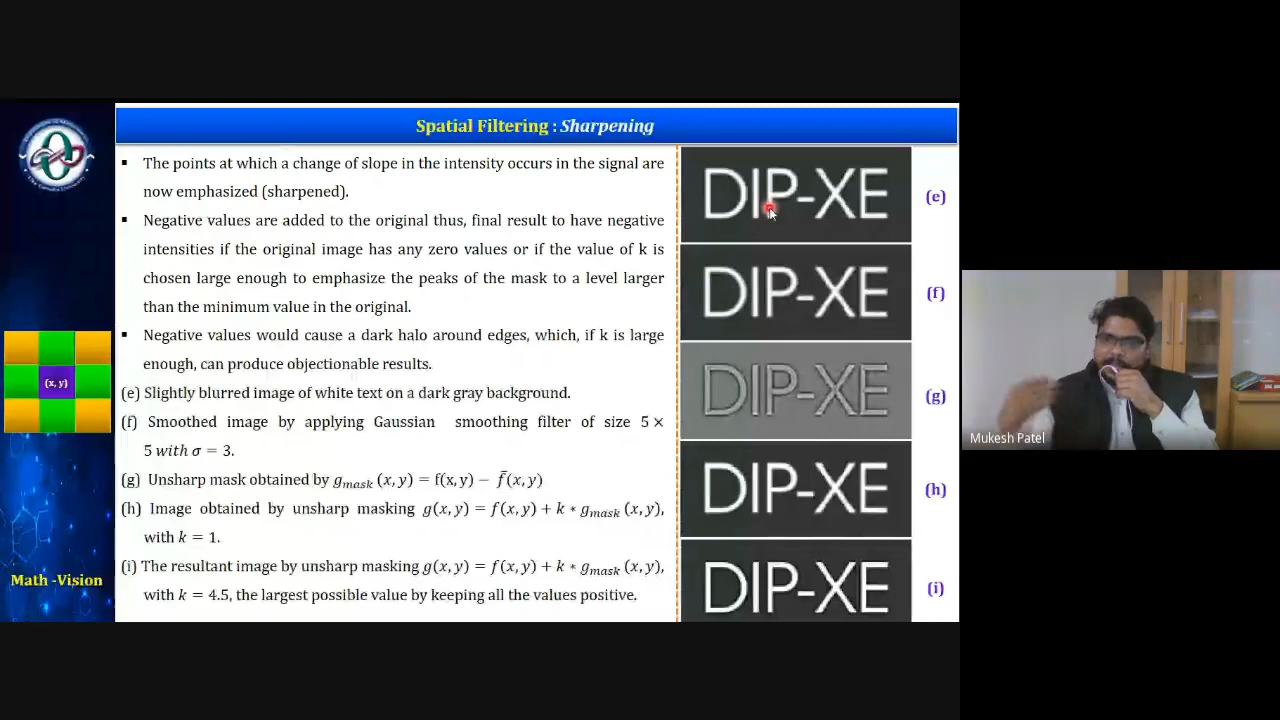 Spatial Filtering : Sharpening
▪ The points at which a change of slope in the intensity occurs in the signal are
now emphasized (sharpened).
▪ Negative values are added to the original thus, final result to have negative
intensities if the original image has any zero values or if the value of k is
chosen large enough to emphasize the peaks of the mask to a level larger
than the minimum value in the original.
▪ Negative values would cause a dark halo around edges, which, if k is large
enough, can produce objectionable results.
(e) Slightly blurred image of white text on a dark gray background.
(f) Smoothed image by applying Gaussian smoothing filter of size 5 ×
5 with σ = 3.
(g) Unsharp mask obtained by g_mask (x, y) = f(x, y) − f̄(x, y)
(h) Image obtained by unsharp masking g(x, y) = f(x, y) + k * g_mask (x, y),
with k = 1.
(i) The resultant image by unsharp masking g(x, y) = f(x, y) + k * g_mask (x, y),
with k = 4.5, the largest possible value by keeping all the values positive.
DIP-XE (e)
DIP-XE (f)
DIP-XE (g)
DIP-XE (h)
DIP-XE (i)
(x, y)
Math -Vision
Mukesh Patel